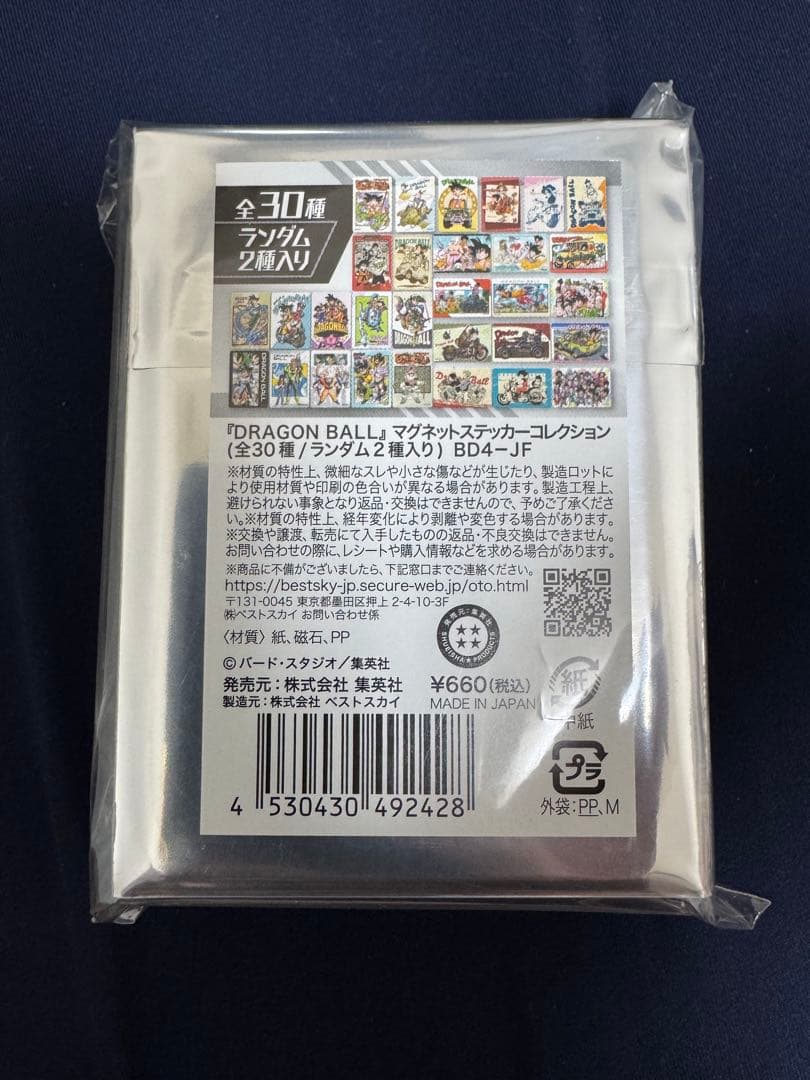 全30種
ランダム
2種入り
『DRAGON BALL』 マグネットステッカーコレクション
(全30種/ランダム2種入り) BD4-JF
※材質の特性上、微細なスレや小さな傷などが生じたり、製造ロットに
より使用材質や印刷の色合いが異なる場合があります。製造工程上、
避けられない事象となり返品・交換はできませんので、予めご了承くださ
い。※材質の特性上、経年変化により剥離や変色する場合があります。
※交換や譲渡、転売にて入手したものの返品・不良交換はできません。
お問い合わせの際に、レシートや購入情報などを求める場合があります。
※商品に不備がございましたら、下記窓口までご連絡ください。
https://bestsky-jp.secure-web.jp/oto.html
〒131-0045 東京都墨田区押上 2-4-10-3F
㈱ベストスカイ お問い合わせ係
〈材質〉紙、磁石、PP
発売元:集英社
SHUEISHA★PRODUCTS
©バード・スタジオ/集英社
発売元:株式会社 集英社
¥660(税込)
製造元:株式会社 ベストスカイ
MADE IN JAPAN
紙
中紙
4 530430 492428
プラ
外袋:PP、M